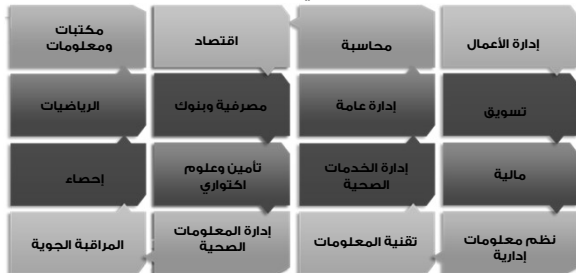 إدارة الأعمال
محاسبة
اقتصاد
مكتبات
ومعلومات
تسويق
إدارة عامة
مصرفية وبنوك
الرياضيات
مالية
إدارة الخدمات
الصحية
تأمين وعلوم
اكتواري
إحصاء
نظم معلومات
إدارية
تقنية المعلومات
إدارة المعلومات
الصحية
المراقبة الجوية